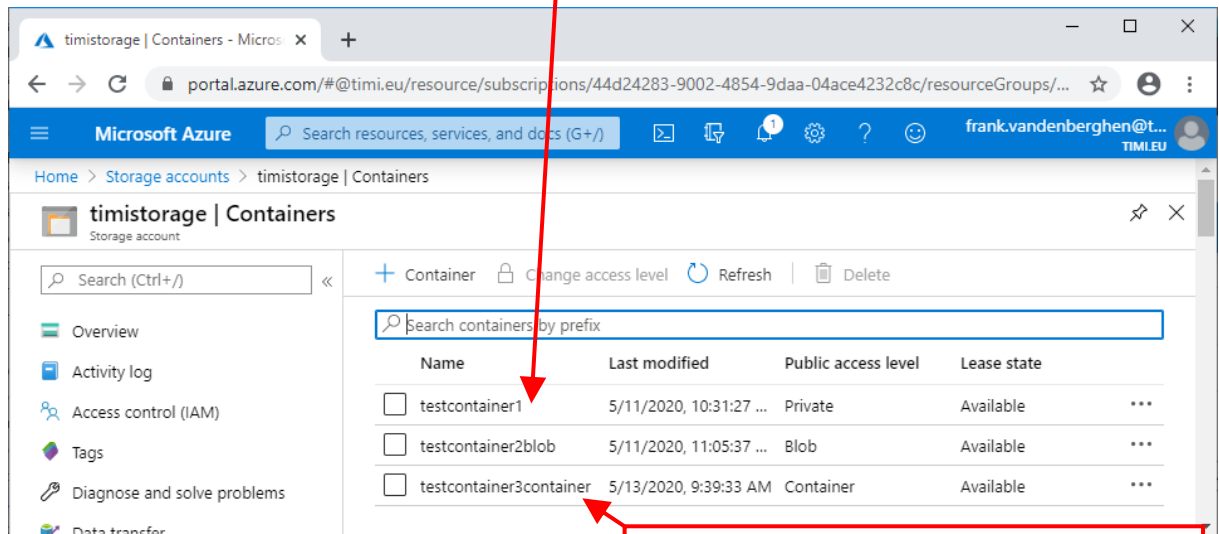 timistorage | Containers - Micros
portal.azure.com/#@timi.eu/resource/subscriptions/44d24283-9002-4854-9daa-04ace4232c8c/resourceGroups/...
Microsoft Azure
Search resources, services, and docs (G+/)
1
frank.vandenberghen@t...
TIMI.EU
Home > Storage accounts > timistorage | Containers
timistorage | Containers
Storage account
Search (Ctrl+/)
«
+ Container Change access level Refresh Delete
Search containers by prefix
Overview
Activity log
Access control (IAM)
Tags
Diagnose and solve problems
Data transfer
Name Last modified Public access level Lease state
testcontainer1 5/11/2020, 10:31:27 ... Private Available ...
testcontainer2blob 5/11/2020, 11:05:37 ... Blob Available ...
testcontainer3container 5/13/2020, 9:39:33 AM Container Available ...